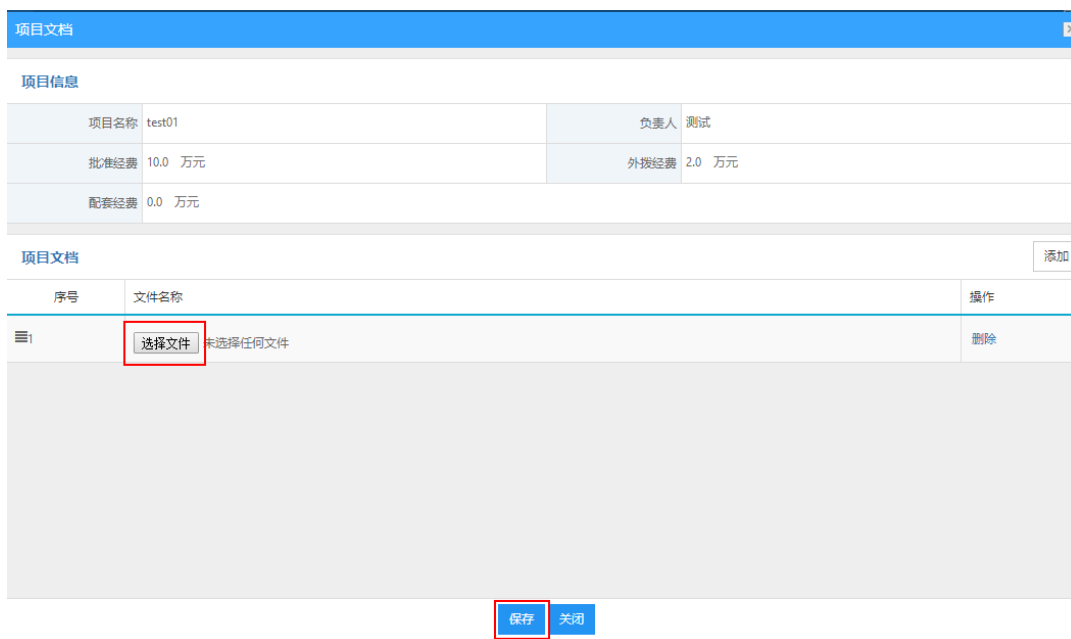 项目文档
项目信息
项目名称 test01 负责人 测试
批准经费 10.0 万元 外拨经费 2.0 万元
配套经费 0.0 万元
项目文档 添加
序号 文件名称 操作
1 选择文件 未选择任何文件 删除
保存 关闭